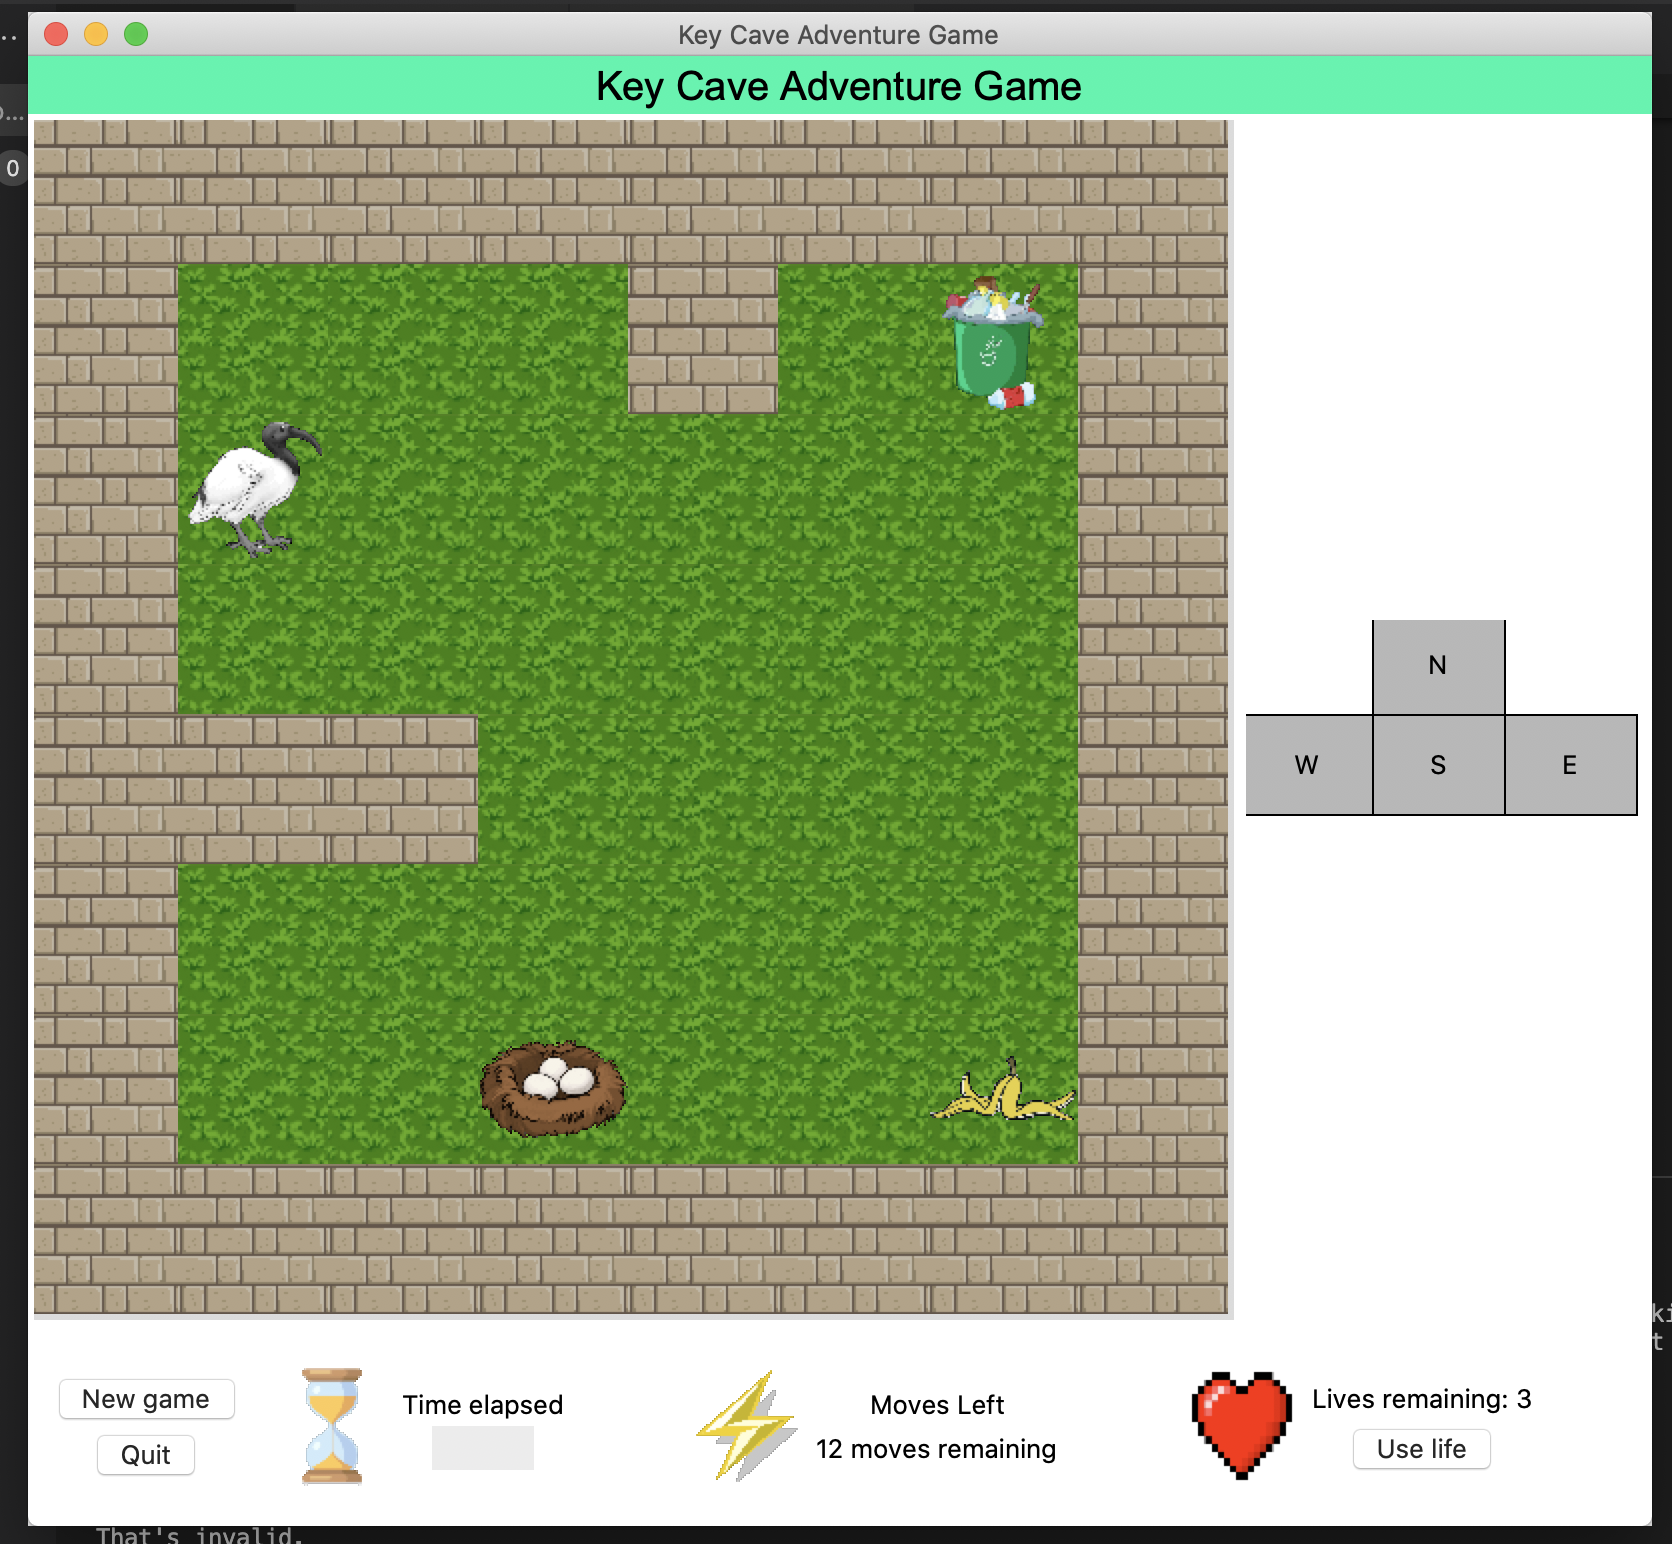 Key Cave Adventure Game
Key Cave Adventure Game
0
N
W S E
New game
Quit
Time elapsed
Moves Left
12 moves remaining
Lives remaining: 3
Use life
That's invalid.